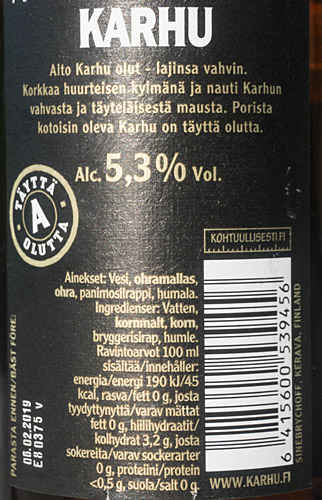 KARHU
Aito Karhu olut - lajinsa vahvin.
Korkkaa huurteisen kylmänä ja nauti Karhun
vahvasta ja täyteläisestä mausta. Porista
kotoisin oleva Karhu on täyttä olutta.
Alc. 5,3% Vol.
TÄYTTÄ
A
OLUTTA
KOHTUULLISESTI.FI
Ainekset: Vesi, ohramallas,
ohra, panimosiirappi, humala.
Ingredienser: Vatten,
kornmalt, korn,
bryggerisirap, humle.
Ravintoarvot 100 ml
sisältää/innehåller:
energia/energi 190 kJ/45
kcal, rasva/fett 0 g, josta
tyydyttynyttä/varav mättat
fett 0 g, hiilihydraatit/
kolhydrat 3,2 g, josta
sokereita/varav sockerarter
0 g, proteiini/protein
<0,5 g, suola/salt 0 g.
PARASTA ENNEN/BÄST FÖRE:
06.02.2019
E8 0375 v
6 415600 539456
SINEBRYCHOFF, KERAVA, FINLAND
WWW.KARHU.FI